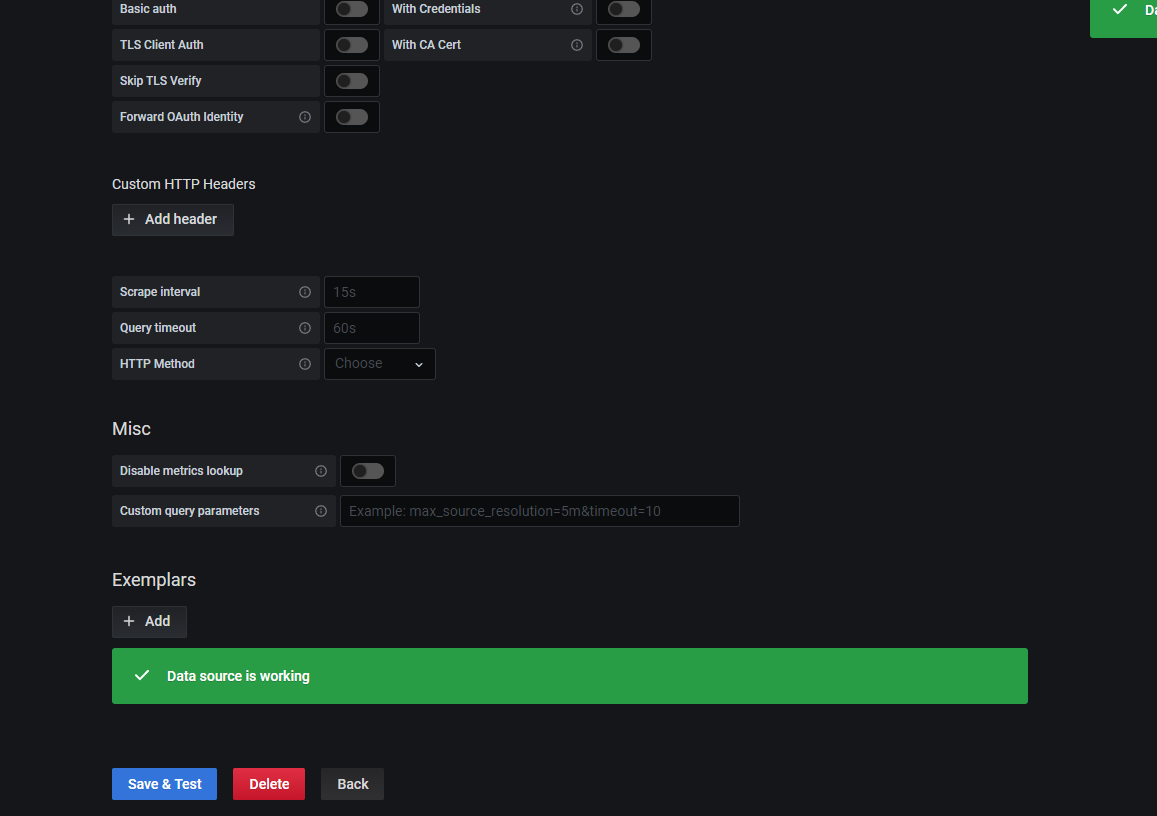 Basic auth With Credentials
TLS Client Auth With CA Cert
Skip TLS Verify
Forward OAuth Identity
Custom HTTP Headers
+ Add header
Scrape interval 15s
Query timeout 60s
HTTP Method Choose
Misc
Disable metrics lookup
Custom query parameters Example: max_source_resolution=5m&timeout=10
Exemplars
+ Add
Data source is working
Save & Test Delete Back